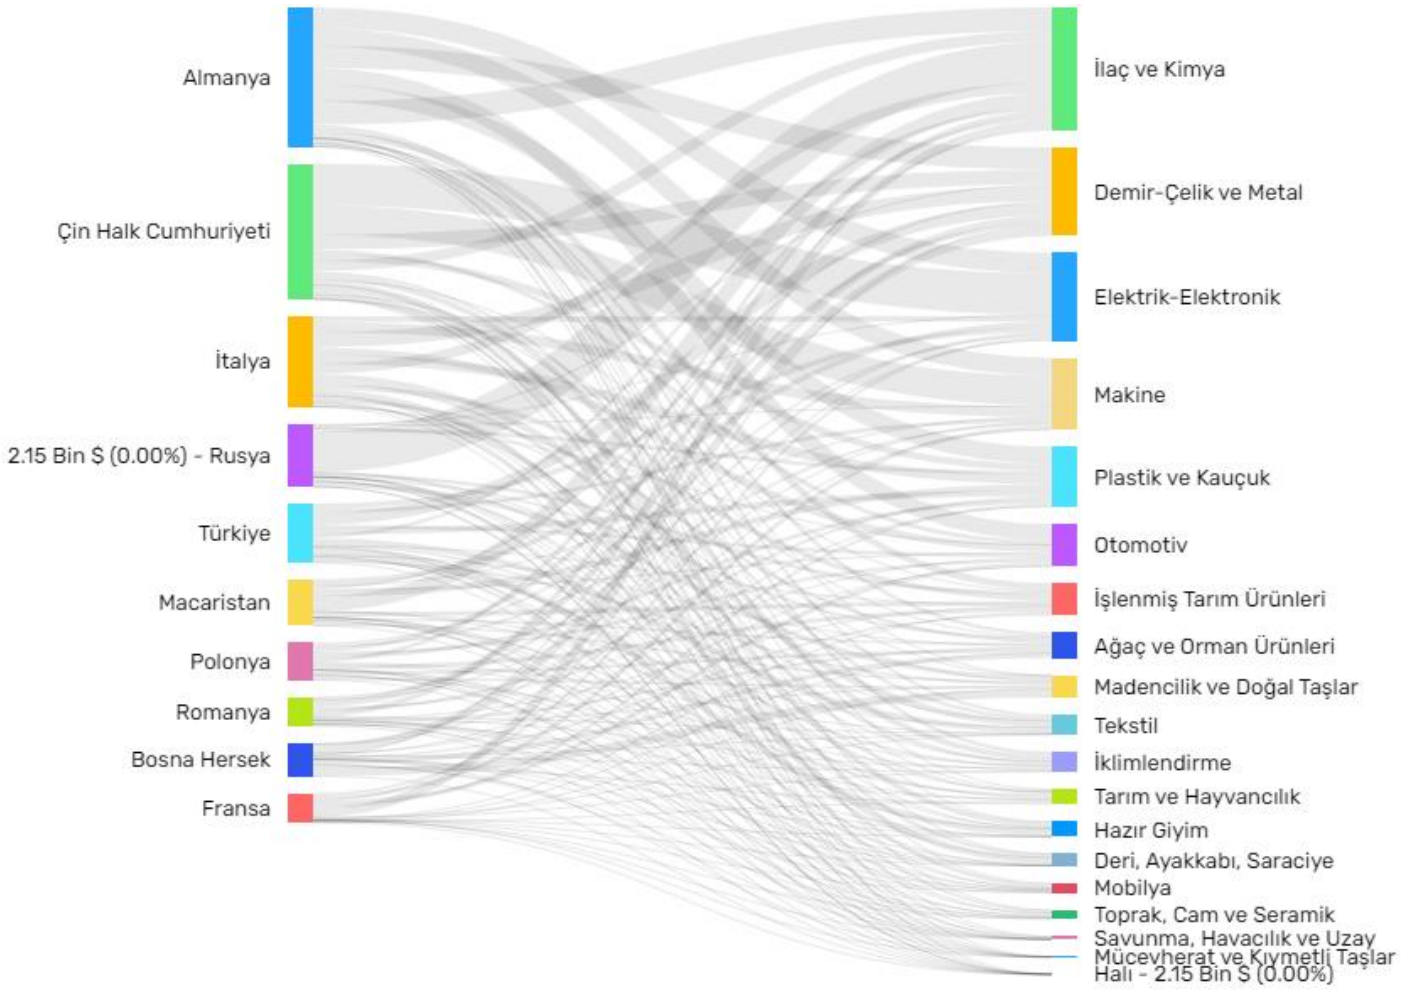 Almanya
Çin Halk Cumhuriyeti
İtalya
2.15 Bin $ (0.00%) - Rusya
Türkiye
Macaristan
Polonya
Romanya
Bosna Hersek
Fransa
İlaç ve Kimya
Demir-Çelik ve Metal
Elektrik-Elektronik
Makine
Plastik ve Kauçuk
Otomotiv
İşlenmiş Tarım Ürünleri
Ağaç ve Orman Ürünleri
Madencilik ve Doğal Taşlar
Tekstil
İklimlendirme
Tarım ve Hayvancılık
Hazır Giyim
Deri, Ayakkabı, Saraciye
Mobilya
Toprak, Cam ve Seramik
Savunma, Havacılık ve Uzay
Mücevherat ve Kıymetli Taşlar
Halı - 2.15 Bin $ (0.00%)